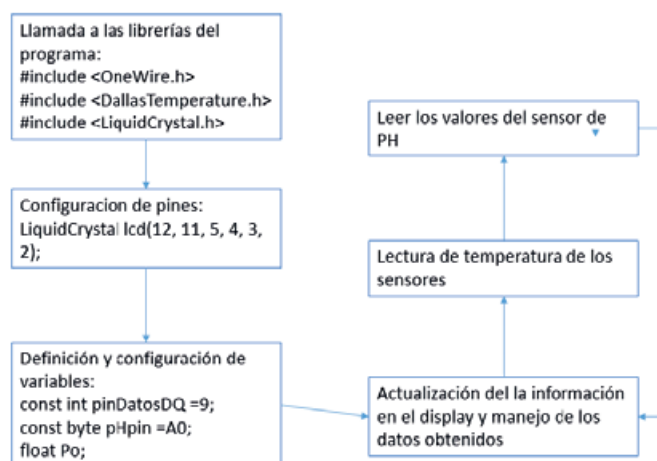 Llamada a las librerías del
programa:
#include <OneWire.h>
#include <DallasTemperature.h>
#include <LiquidCrystal.h>
Configuracion de pines:
LiquidCrystal lcd(12, 11, 5, 4, 3,
2);
Definición y configuración de
variables:
const int pinDatosDQ =9;
const byte pHpin =A0;
float Po;
Leer los valores del sensor de
PH
Lectura de temperatura de los
sensores
Actualización del la información
en el display y manejo de los
datos obtenidos